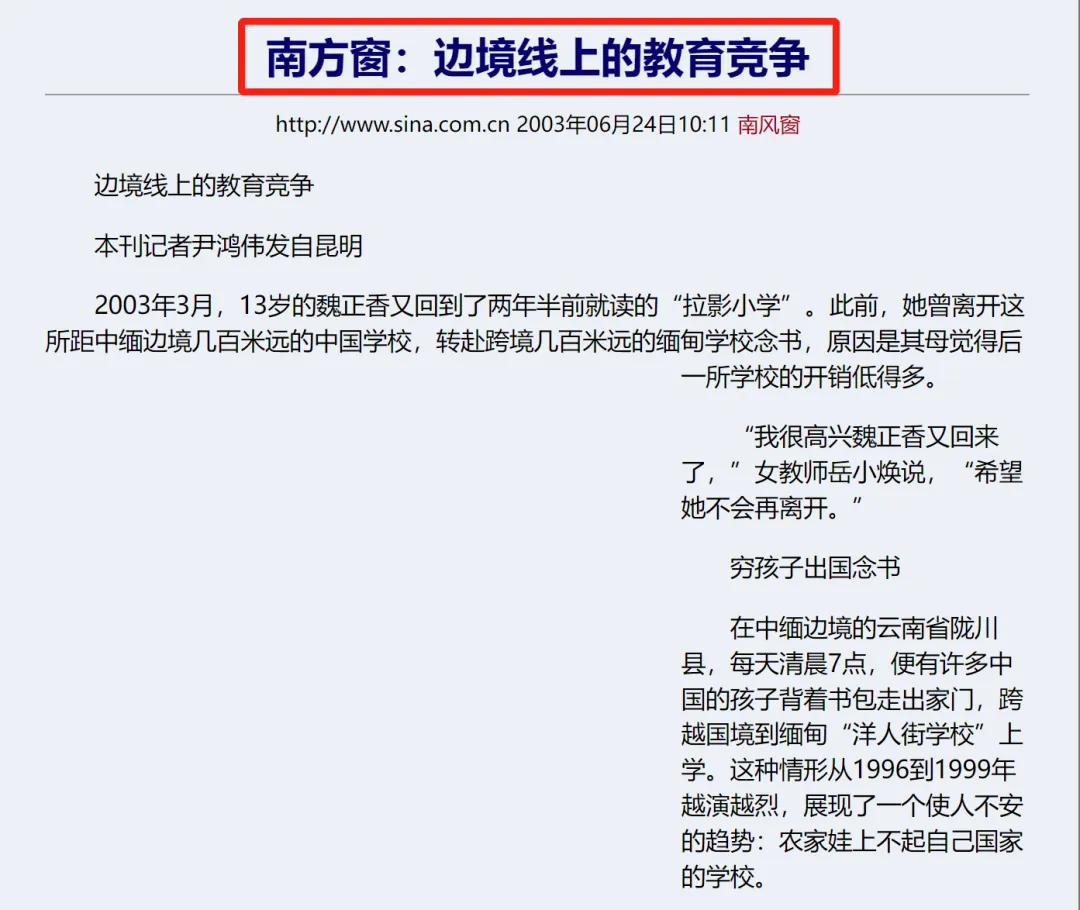 南方窗：边境线上的教育竞争
http://www.sina.com.cn 2003年06月24日10:11 南风窗
边境线上的教育竞争
本刊记者尹鸿伟发自昆明
2003年3月，13岁的魏正香又回到了两年半前就读的“拉影小学”。此前，她曾离开这
所距中缅边境几百米远的中国学校，转赴跨境几百米远的缅甸学校念书，原因是其母觉得后
一所学校的开销低得多。
“我很高兴魏正香又回来
了，”女教师岳小焕说，“希望
她不会再离开。”
穷孩子出国念书
在中缅边境的云南省陇川
县，每天清晨7点，便有许多中
国的孩子背着书包走出家门，跨
越国境到缅甸“洋人街学校”上
学。这种情形从1996到1999年
越演越烈，展现了一个使人不安
的趋势：农家娃上不起自己国家
的学校。